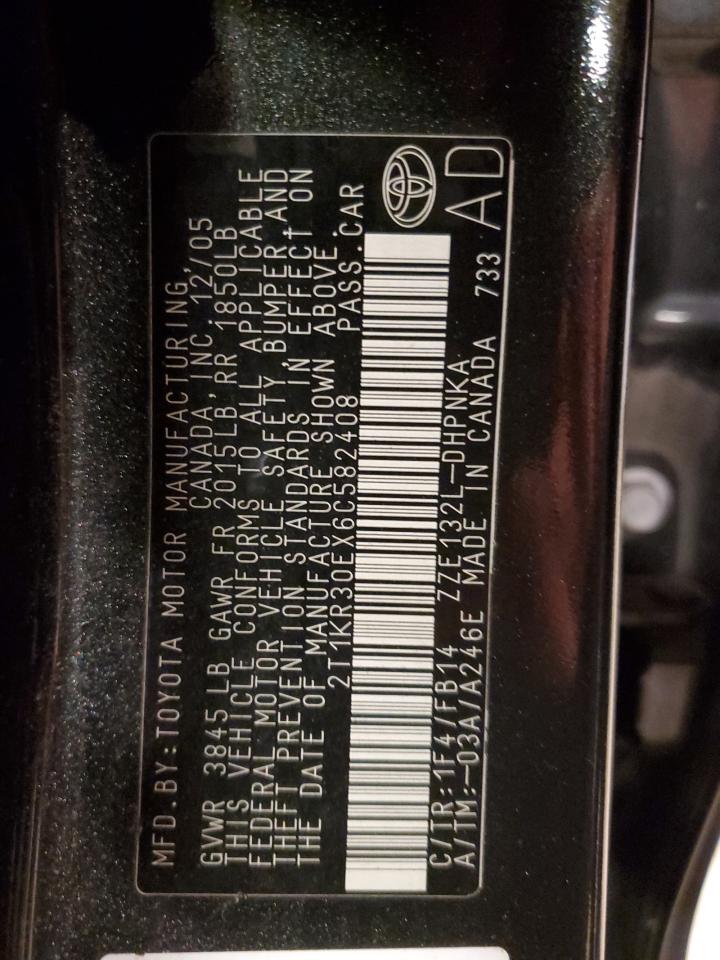 MFD.BY:TOYOTA MOTOR MANUFACTURING,
CANADA,INC. 12/05
GVWR 3845 LB GAWR FR 2015LB,RR 1850LB
THIS VEHICLE CONFORMS TO ALL APPLICABLE
FEDERAL MOTOR VEHICLE SAFETY,BUMPER,AND
THEFT PREVENTION STANDARDS IN EFFECT ON
THE DATE OF MANUFACTURE SHOWN ABOVE.
2T1KR30EX6C582408 PASS.CAR
C/TR:1F4/FB14 ZZE132L-DHPNKA
A/TM:-03A/A246E MADE IN CANADA 733
AD